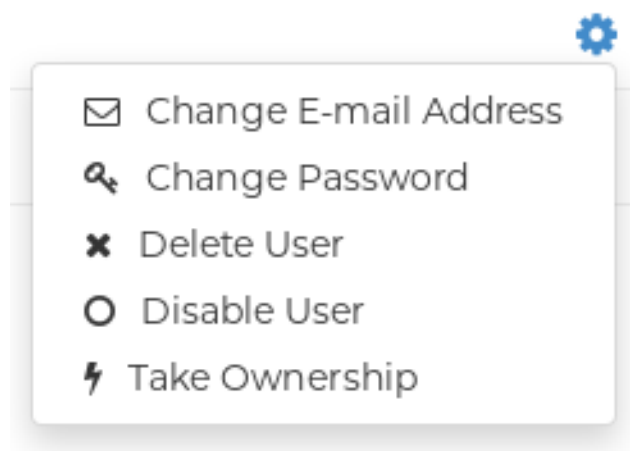 Change E-mail Address
Change Password
Delete User
Disable User
Take Ownership